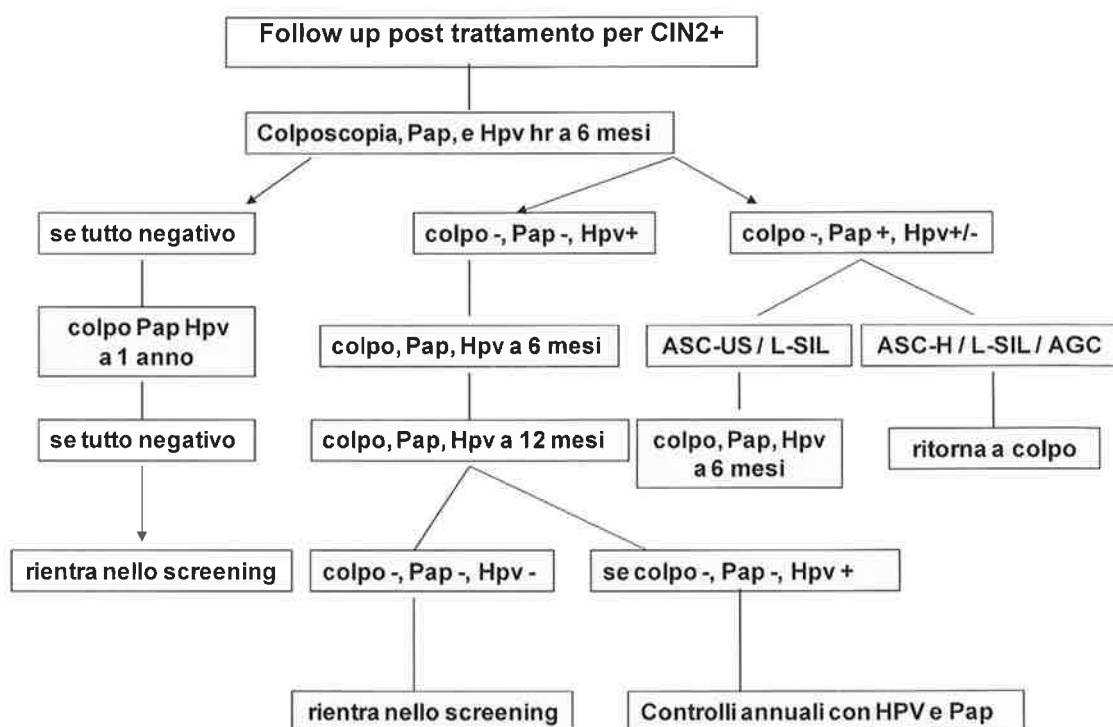 Follow up post trattamento per CIN2+
Colposcopia, Pap, e Hpv hr a 6 mesi
se tutto negativo
colpo -, Pap -, Hpv+
colpo -, Pap +, Hpv+/-
colpo Pap Hpv
a 1 anno
colpo, Pap, Hpv a 6 mesi
ASC-US / L-SIL
ASC-H / L-SIL / AGC
se tutto negativo
colpo, Pap, Hpv a 12 mesi
colpo, Pap, Hpv
a 6 mesi
ritorna a colpo
rientra nello screening
colpo -, Pap -, Hpv -
se colpo -, Pap -, Hpv +
rientra nello screening
Controlli annuali con HPV e Pap